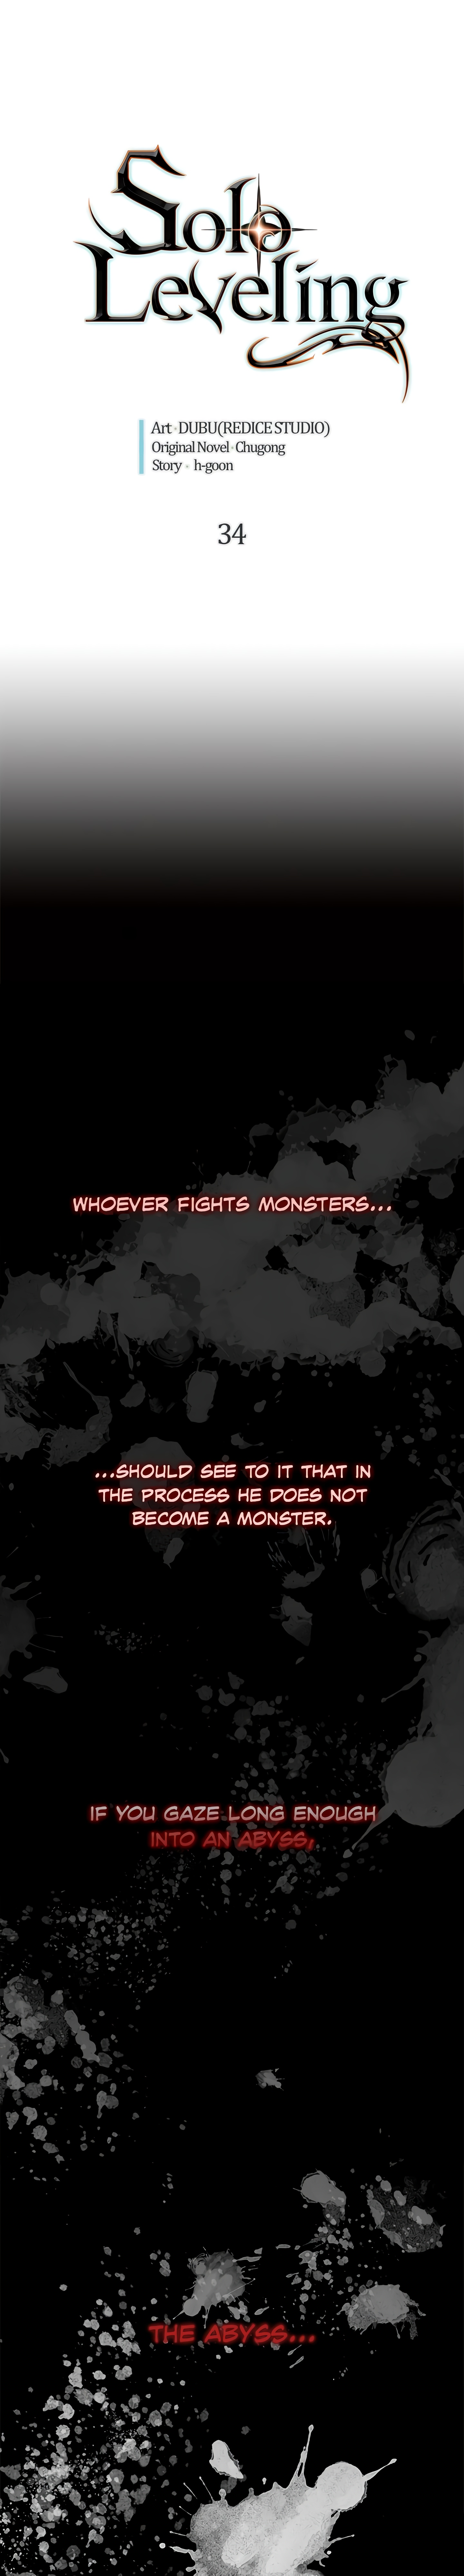 Solo
Leveling
Art · DUBU(REDICE STUDIO)
Original Novel · Chugong
Story · h-goon
34
WHOEVER FIGHTS MONSTERS...
...SHOULD SEE TO IT THAT IN
THE PROCESS HE DOES NOT
BECOME A MONSTER.
IF YOU GAZE LONG ENOUGH
INTO AN ABYSS,
THE ABYSS...